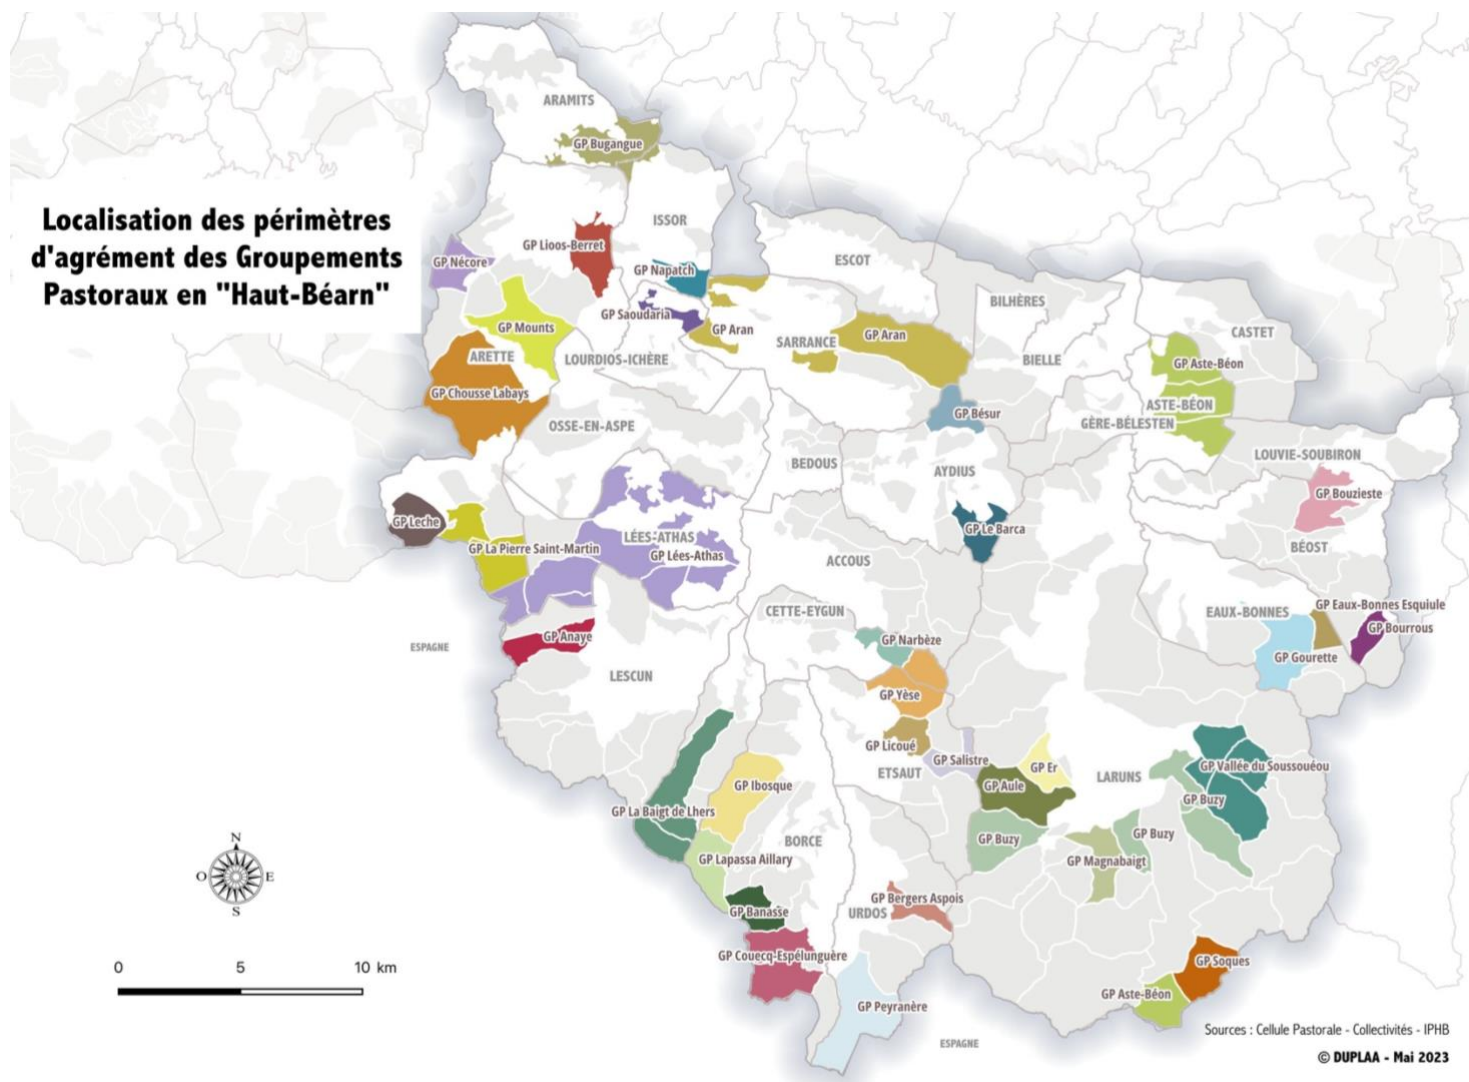 ARAMITS
GP Bugangue
Localisation des périmètres
d'agrément des Groupements
Pastoraux en "Haut-Béarn"
ISSOR
GP Lioos-Berret
GP Nécore
GP Napatch
ESCOT
BILHÈRES
GP Saoudaria
GP Mounts
GP Aran
SARRANCE
GP Aran
CASTET
ARETTE
LOURDIOS-ICHÈRE
BIELLE
GP Aste-Béon
GP Chousse Labays
ASTE-BÉON
GP Bésur
GÈRE-BÉLESTEN
OSSE-EN-ASPE
BEDOUS
AYDIUS
LOUVIE-SOUBIRON
GP Bouzieste
GP Leche
GP Le Barca
LÉES-ATHAS
GP La Pierre Saint-Martin
GP Lées-Athas
BÉOST
ACCOUS
CETTE-EYGUN
EAUX-BONNES
GP Eaux-Bonnes Esquiule
GP Bourrous
GP Anaye
ESPAGNE
GP Narbèze
GP Gourette
LESCUN
GP Yèse
GP Licoué
GP Salistre
ETSAUT
GP Er
LARUNS
GP Vallée du Soussouéou
GP Ibosque
GP Aule
GP Buzy
GP La Baigt de Lhers
BORCE
GP Buzy
GP Buzy
GP Lapassa Aillary
GP Magnabaigt
N
O
E
S
GP Banasse
URDOS
GP Bergers Aspois
GP Couecq-Espélunguère
GP Soques
0 5 10 km
GP Aste-Béon
GP Peyranère
ESPAGNE
Sources : Cellule Pastorale - Collectivités - IPHB
© DUPLAA - Mai 2023